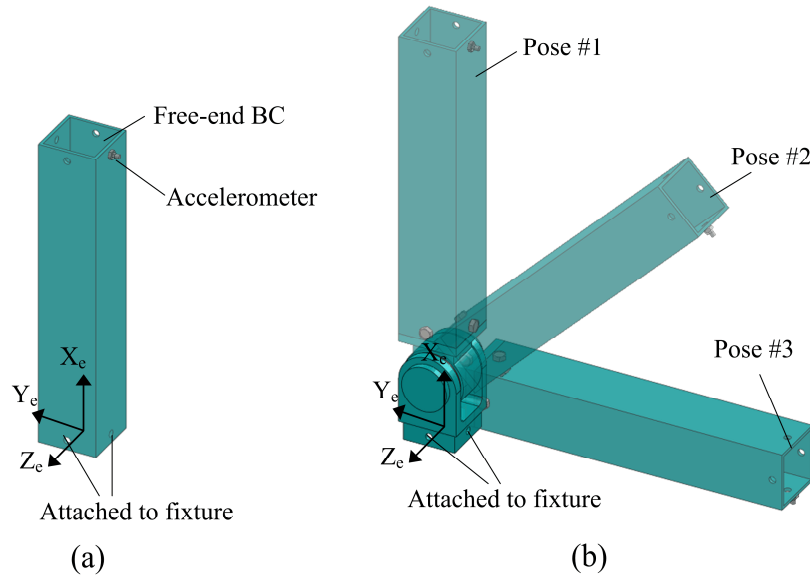 Free-end BC
Accelerometer
Xₑ
Yₑ
Zₑ
Attached to fixture
(a)
Pose #1
Pose #2
Pose #3
Xₑ
Yₑ
Zₑ
Attached to fixture
(b)